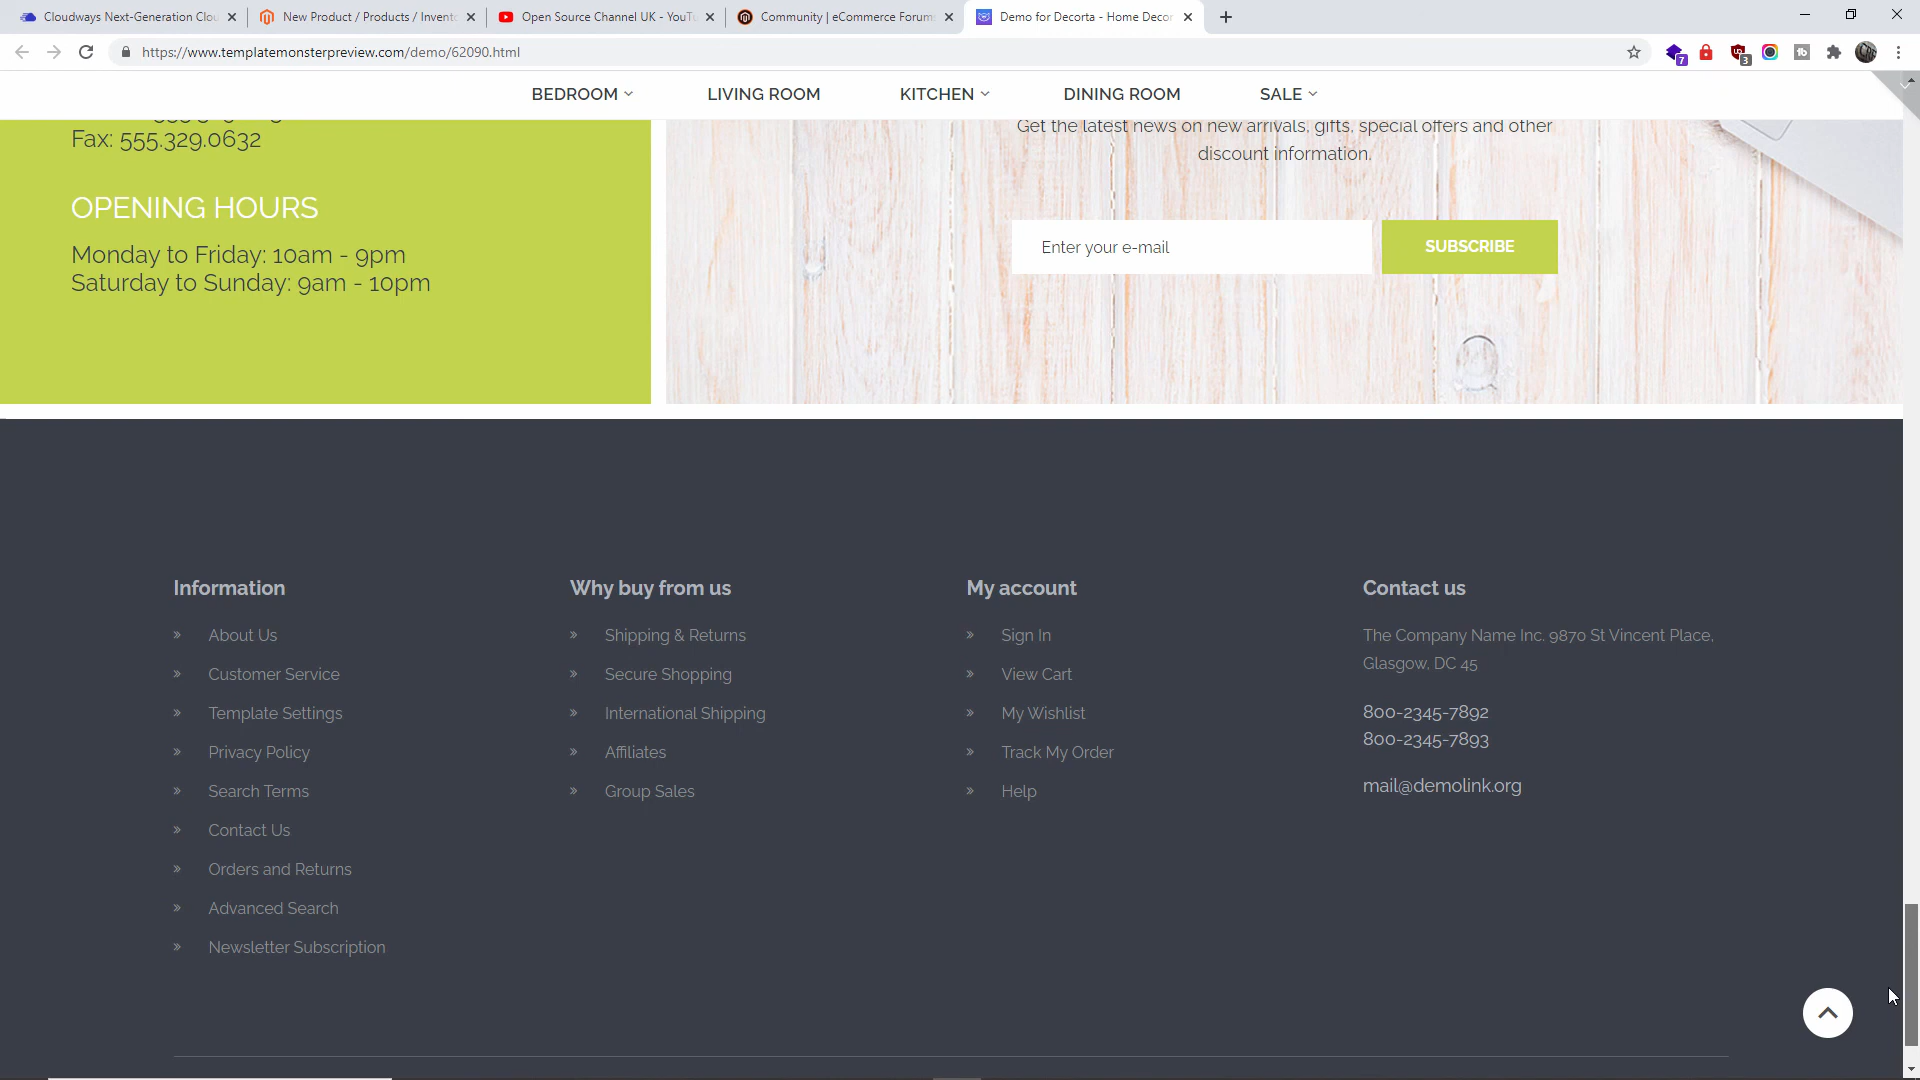 Cloudways Next-Generation Clou
New Product / Products / Invento
Open Source Channel UK - YouTu
Community | eCommerce Forums
Demo for Decorta - Home Decor
https://www.templatemonsterpreview.com/demo/62090.html
7
3
BEDROOM
LIVING ROOM
KITCHEN
DINING ROOM
SALE
Fax: 555.329.0632
OPENING HOURS
Monday to Friday: 10am - 9pm
Saturday to Sunday: 9am - 10pm
Get the latest news on new arrivals, gifts, special offers and other
discount information.
Enter your e-mail
SUBSCRIBE
Information
» About Us
» Customer Service
» Template Settings
» Privacy Policy
» Search Terms
» Contact Us
» Orders and Returns
» Advanced Search
» Newsletter Subscription
Why buy from us
» Shipping & Returns
» Secure Shopping
» International Shipping
» Affiliates
» Group Sales
My account
» Sign In
» View Cart
» My Wishlist
» Track My Order
» Help
Contact us
The Company Name Inc. 9870 St Vincent Place,
Glasgow, DC 45
800-2345-7892
800-2345-7893
mail@demolink.org